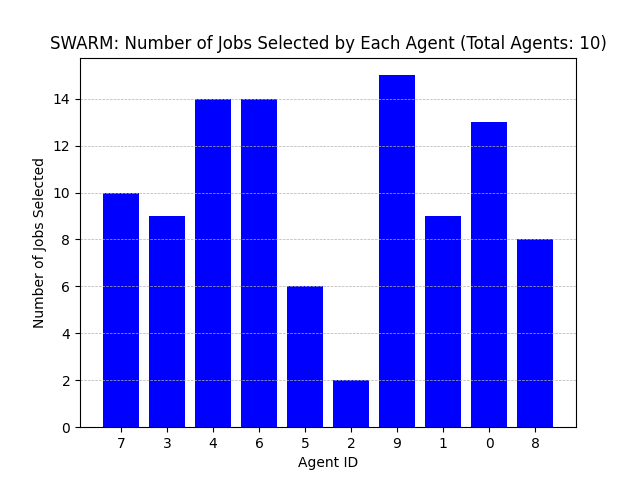 SWARM: Number of Jobs Selected by Each Agent (Total Agents: 10)
Number of Jobs Selected
14
12
10
8
6
4
2
0
7 3 4 6 5 2 9 1 0 8
Agent ID